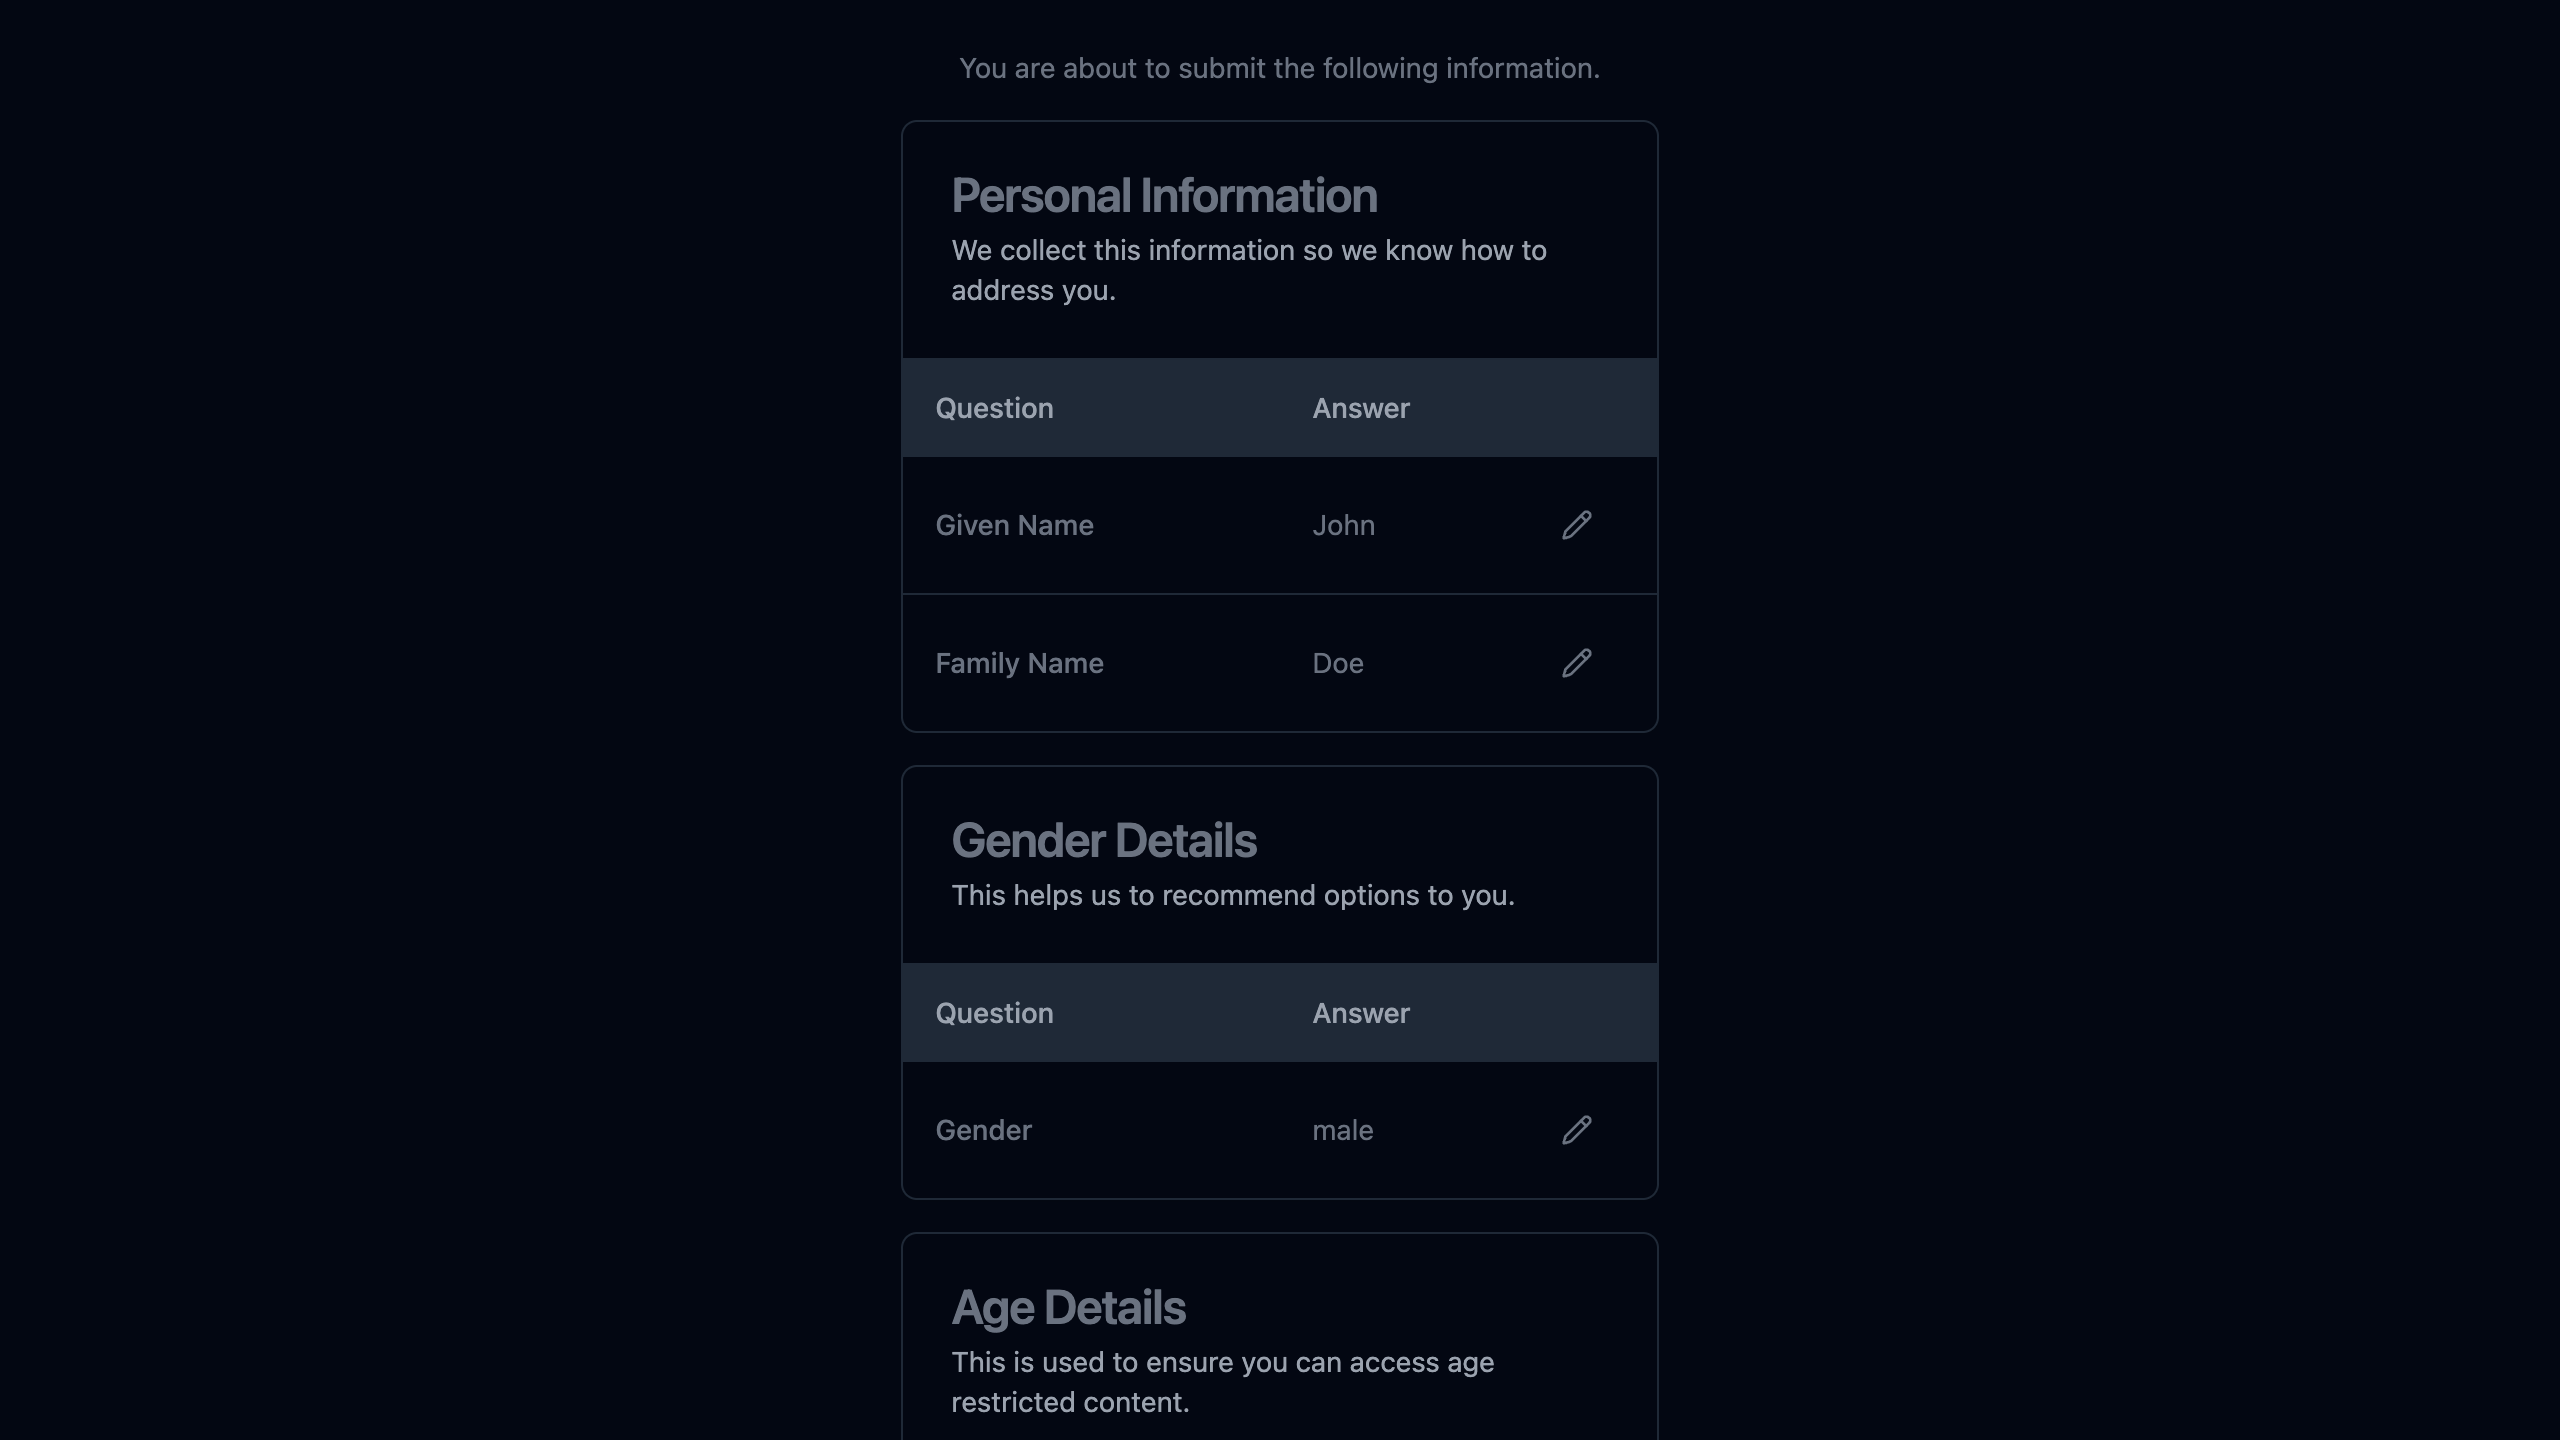 You are about to submit the following information.
Personal Information
We collect this information so we know how to
address you.
Question Answer
Given Name John
Family Name Doe
Gender Details
This helps us to recommend options to you.
Question Answer
Gender male
Age Details
This is used to ensure you can access age
restricted content.